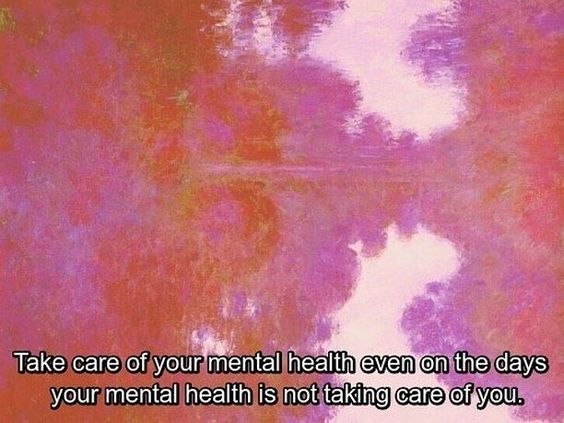 Take care of your mental health even on the days
your mental health is not taking care of you.